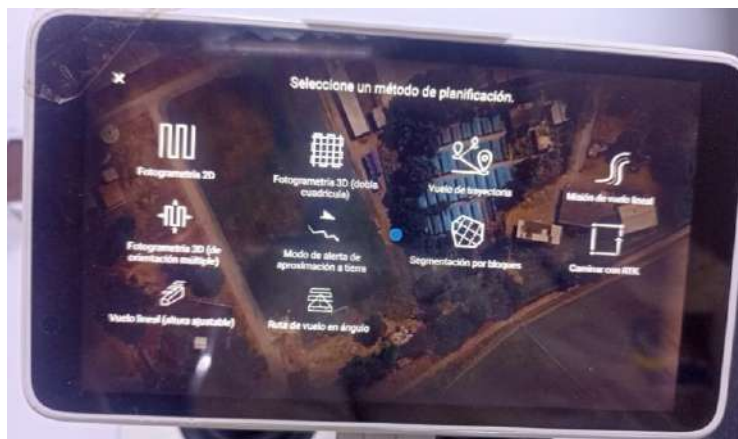 Seleccione un método de planificación.
Fotogrametría 2D
Fotogrametría 3D (doble
cuadrícula)
Vuelo de trayectoria
Misión de vuelo lineal
Fotogrametría 3D (de
orientación múltiple)
Modo de alerta de
aproximación a tierra
Segmentación por bloques
Caminar con RTK
Vuelo lineal (altura ajustable)
Ruta de vuelo en ángulo